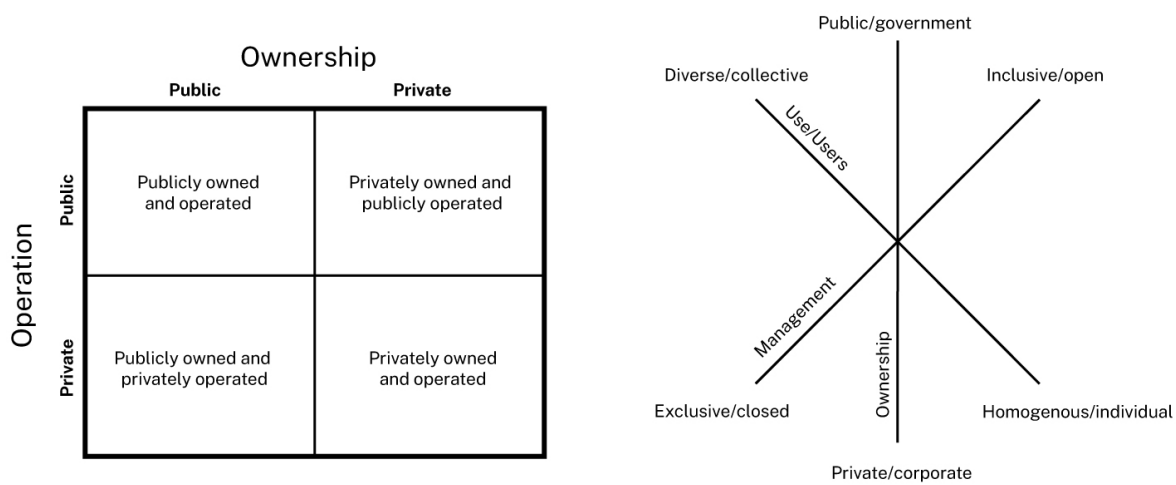 Ownership
Public
Private
Operation
Public
Publicly owned
and operated
Privately owned and
publicly operated
Private
Publicly owned and
privately operated
Privately owned
and operated
Public/government
Diverse/collective
Inclusive/open
Use/Users
Management
Ownership
Exclusive/closed
Homogenous/individual
Private/corporate